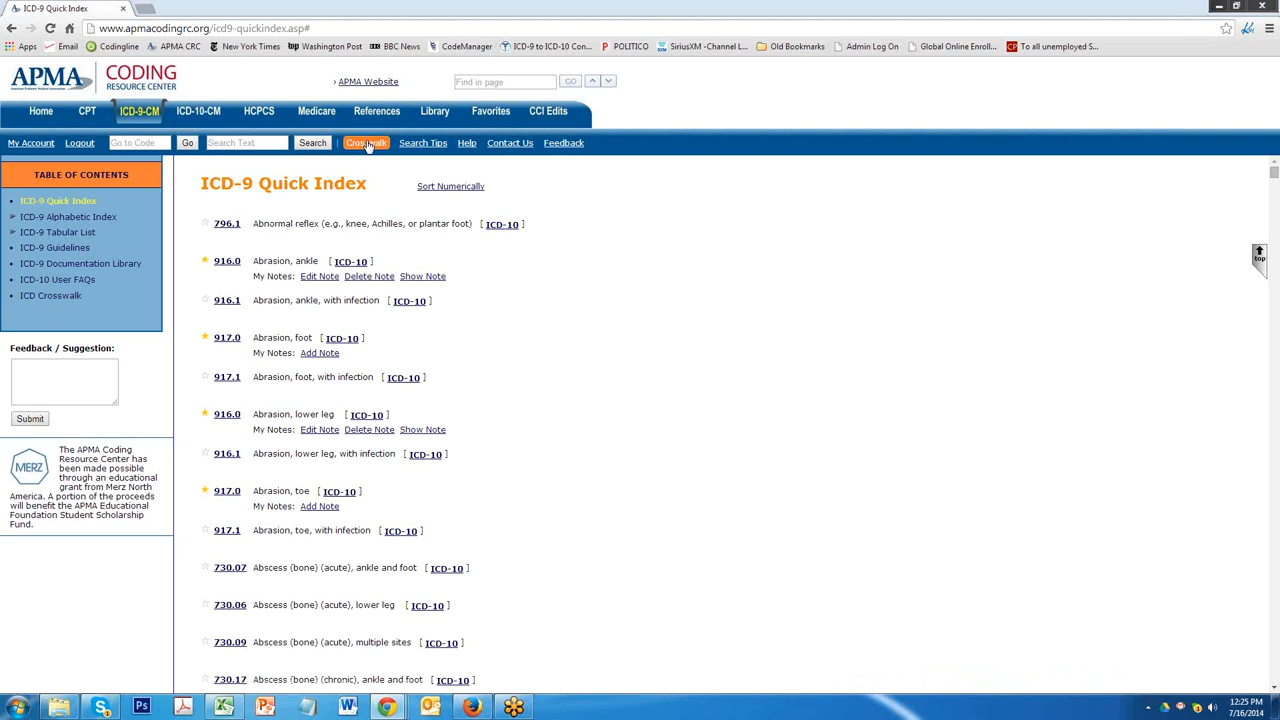 ICD-9 Quick Index
www.apmacodingrc.org/icd9-quickindex.asp#
Apps Email Codingline APMA CRC New York Times Washington Post BBC News CodeManager ICD-9 to ICD-10 Con... POLITICO SiriusXM -Channel L... Old Bookmarks Admin Log On Global Online Enroll... To all unemployed S...
APMA CODING RESOURCE CENTER
› APMA Website Find in page GO
Home CPT ICD-9-CM ICD-10-CM HCPCS Medicare References Library Favorites CCI Edits
My Account Logout Go to Code Go Search Text Search | Crosswalk Search Tips Help Contact Us Feedback
TABLE OF CONTENTS
ICD-9 Quick Index
ICD-9 Alphabetic Index
ICD-9 Tabular List
ICD-9 Guidelines
ICD-9 Documentation Library
ICD-10 User FAQs
ICD Crosswalk
Feedback / Suggestion:
Submit
MERZ
The APMA Coding
Resource Center has
been made possible
through an educational
grant from Merz North
America. A portion of the proceeds
will benefit the APMA Educational
Foundation Student Scholarship
Fund.
ICD-9 Quick Index Sort Numerically
796.1 Abnormal reflex (e.g., knee, Achilles, or plantar foot) [ ICD-10 ]
916.0 Abrasion, ankle [ ICD-10 ]
My Notes: Edit Note Delete Note Show Note
916.1 Abrasion, ankle, with infection [ ICD-10 ]
917.0 Abrasion, foot [ ICD-10 ]
My Notes: Add Note
917.1 Abrasion, foot, with infection [ ICD-10 ]
916.0 Abrasion, lower leg [ ICD-10 ]
My Notes: Edit Note Delete Note Show Note
916.1 Abrasion, lower leg, with infection [ ICD-10 ]
917.0 Abrasion, toe [ ICD-10 ]
My Notes: Add Note
917.1 Abrasion, toe, with infection [ ICD-10 ]
730.07 Abscess (bone) (acute), ankle and foot [ ICD-10 ]
730.06 Abscess (bone) (acute), lower leg [ ICD-10 ]
730.09 Abscess (bone) (acute), multiple sites [ ICD-10 ]
730.17 Abscess (bone) (chronic), ankle and foot [ ICD-10 ]
top
12:25 PM
7/16/2014